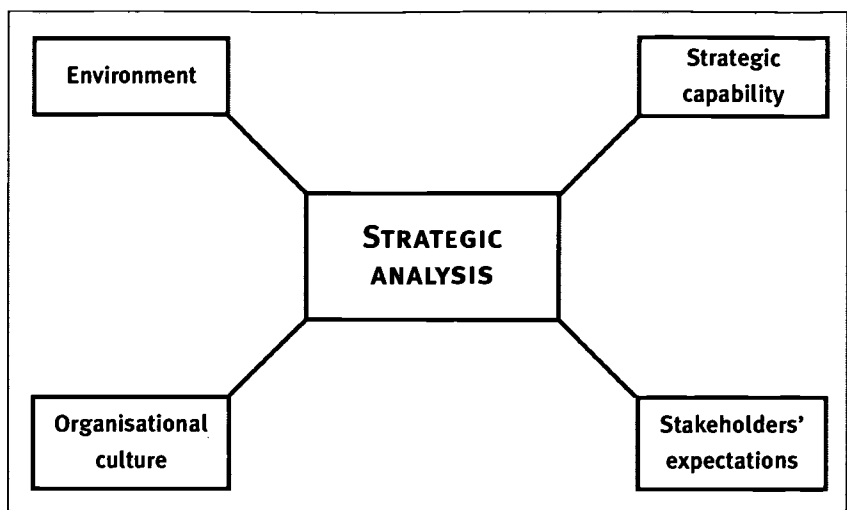 Environment
Strategic
capability
STRATEGIC
ANALYSIS
Organisational
culture
Stakeholders'
expectations